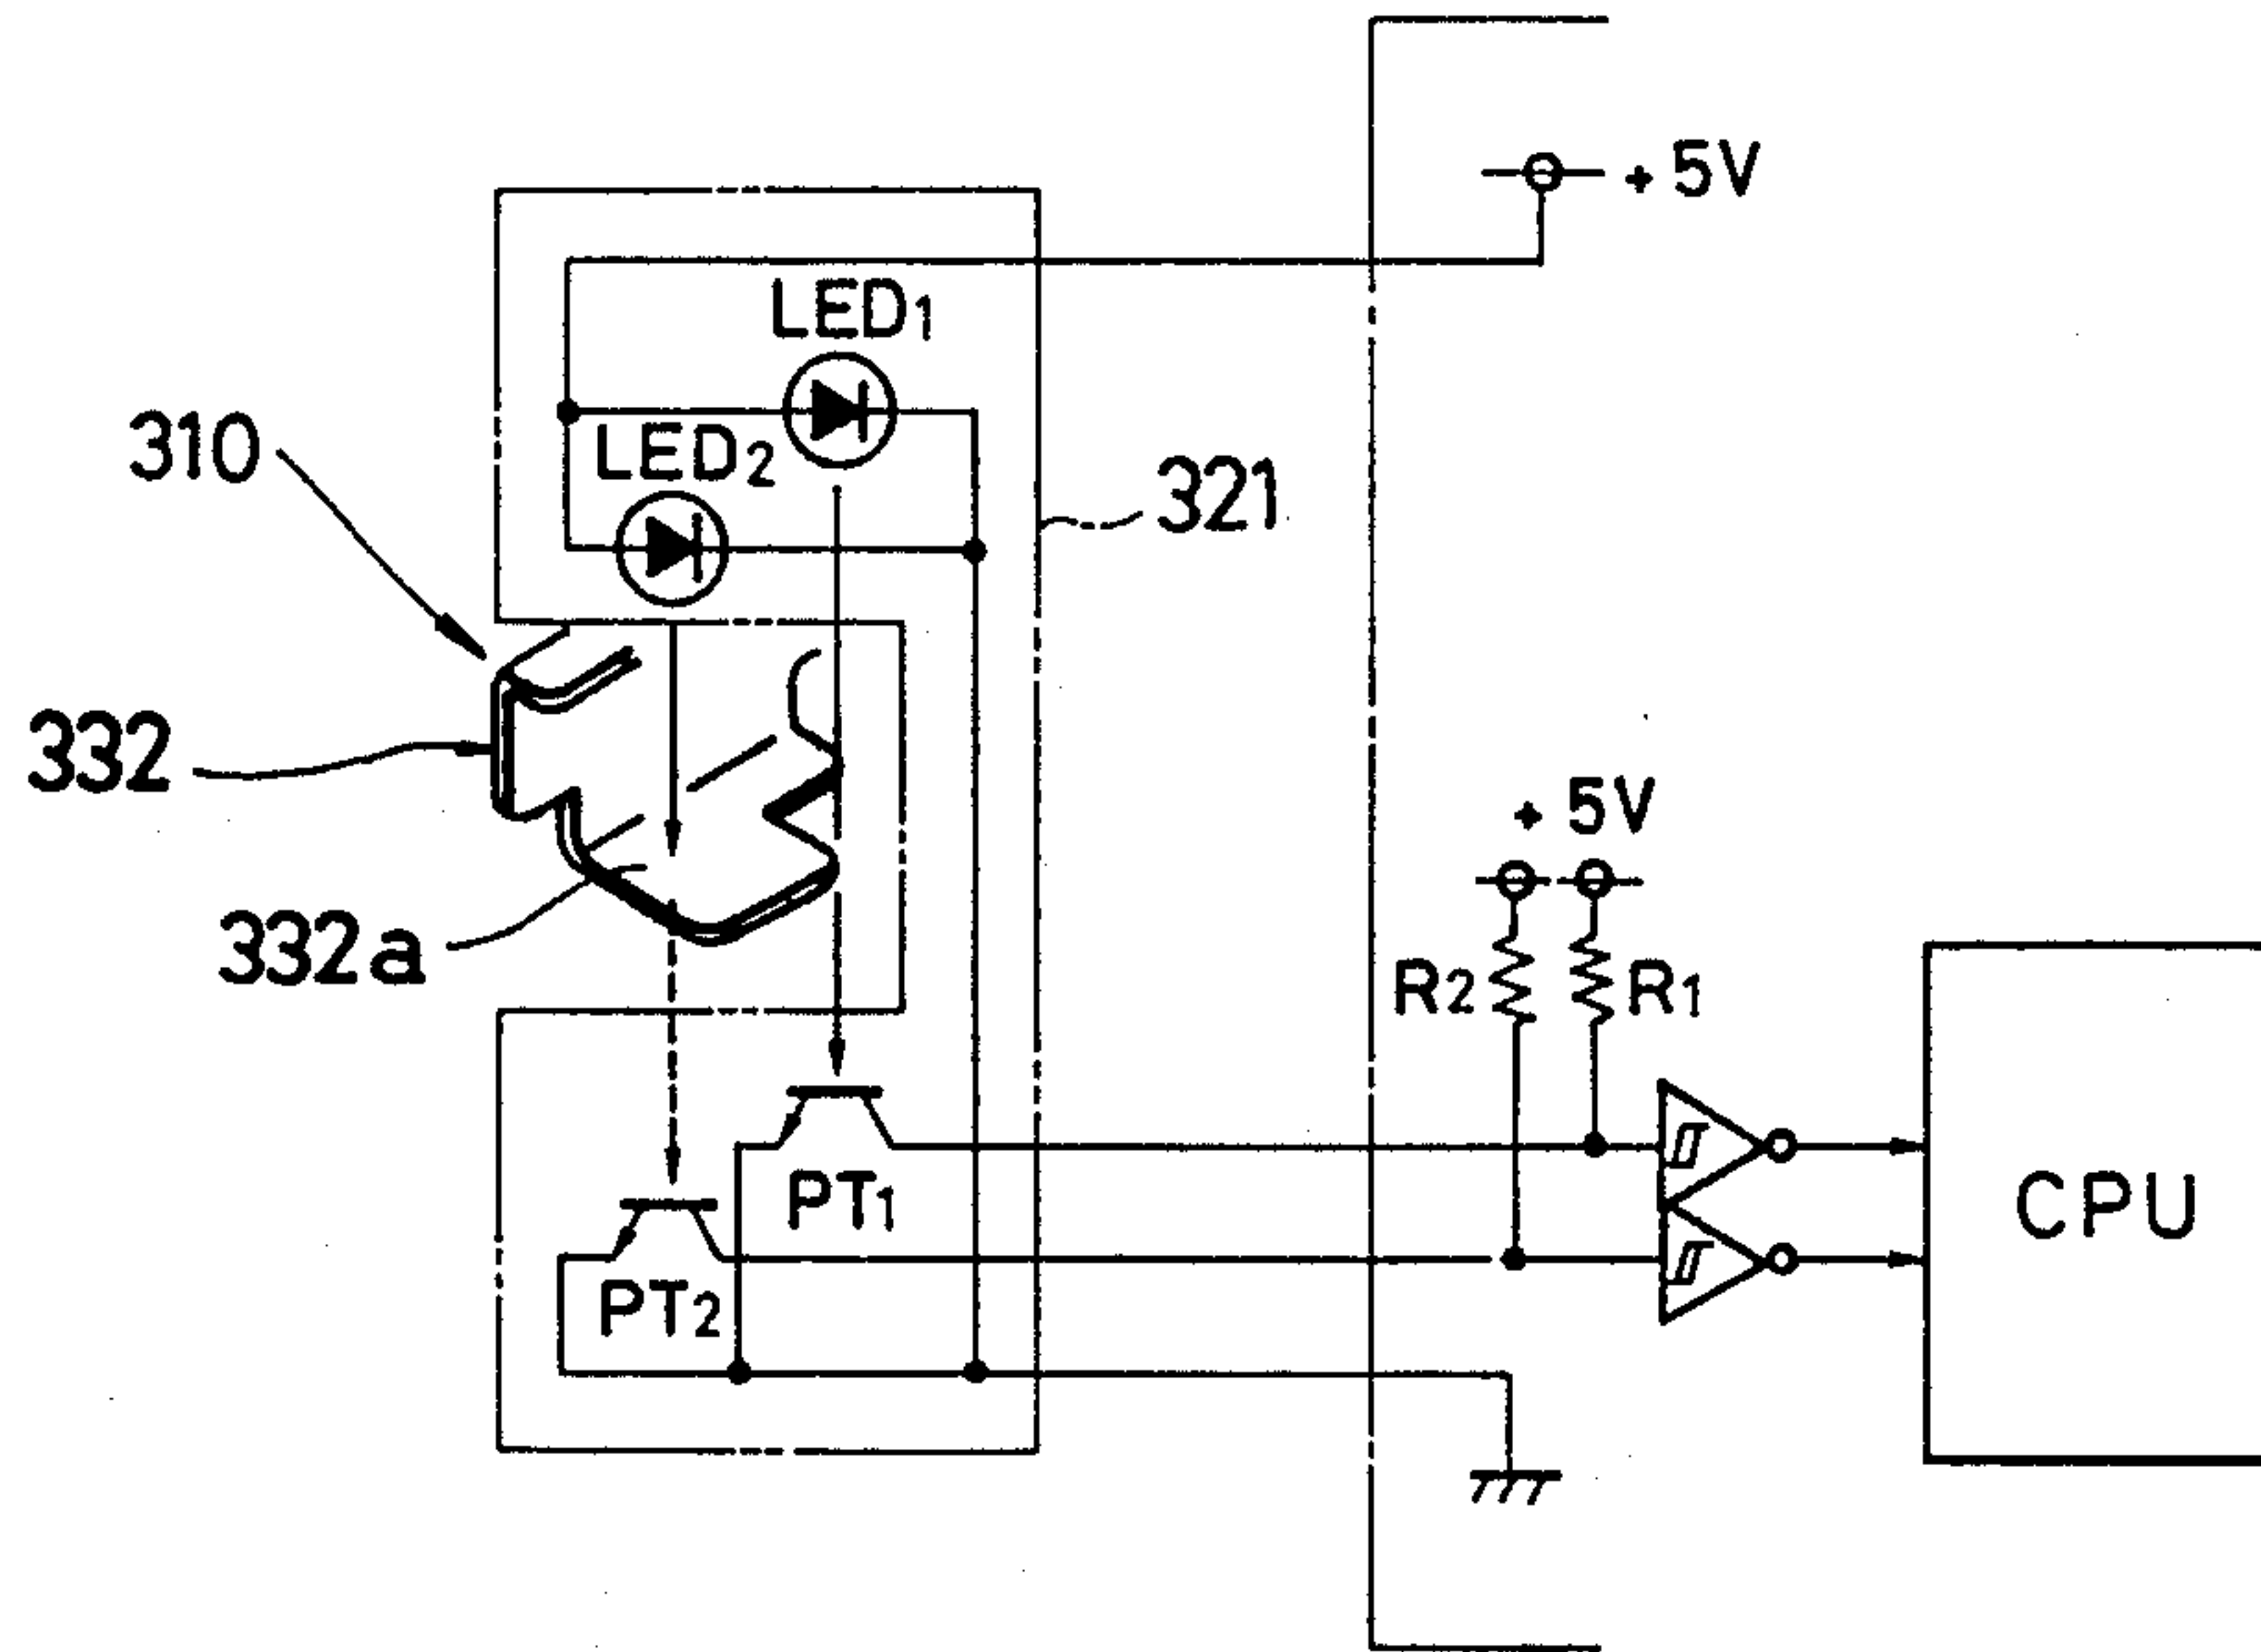 +5V
LED1
310
LED2
321
332
+5V
332a
R2
R1
CPU
PT1
PT2